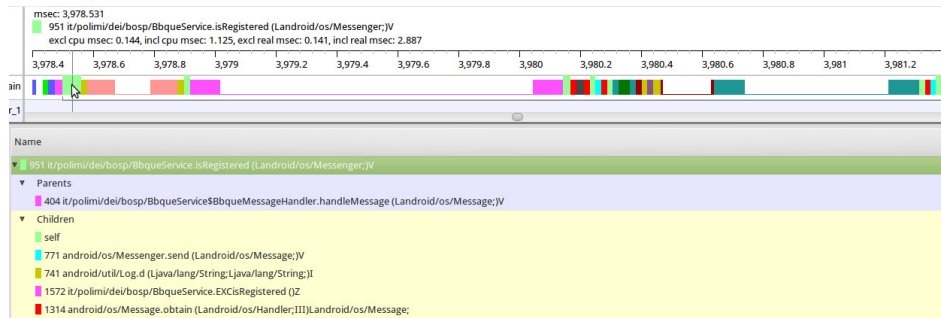 msec: 3,978.531
951 it/polimi/dei/bosp/BbqueService.isRegistered (Landroid/os/Messenger;)V
excl cpu msec: 0.144, incl cpu msec: 1.125, excl real msec: 0.141, incl real msec: 2.887
3,978.4 3,978.6 3,978.8 3,979 3,979.2 3,979.4 3,979.6 3,979.8 3,980 3,980.2 3,980.4 3,980.6 3,980.8 3,981 3,981.2
ain
r_1
Name
951 it/polimi/dei/bosp/BbqueService.isRegistered (Landroid/os/Messenger;)V
Parents
404 it/polimi/dei/bosp/BbqueService$BbqueMessageHandler.handleMessage (Landroid/os/Message;)V
Children
self
771 android/os/Messenger.send (Landroid/os/Message;)V
741 android/util/Log.d (Ljava/lang/String;Ljava/lang/String;)I
1572 it/polimi/dei/bosp/BbqueService.EXCisRegistered ()Z
1314 android/os/Message.obtain (Landroid/os/Handler;III)Landroid/os/Message;